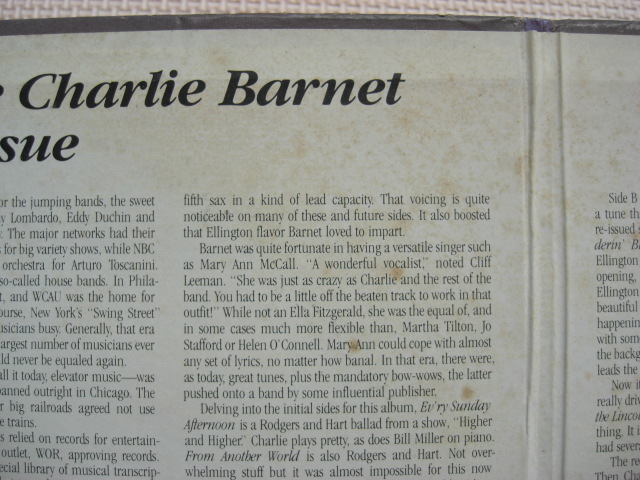 Charlie Barnet
sue
or the jumping bands, the sweet
y Lombardo, Eddy Duchin and
. The major networks had their
s for big variety shows, while NBC
orchestra for Arturo Toscanini.
so-called house bands. In Phila-
t, and WCAU was the home for
ourse, New York's "Swing Street"
usicians busy. Generally, that era
argest number of musicians ever
ld never be equaled again.
all it today, elevator music—was
banned outright in Chicago. The
r big railroads agreed not use
e trains.
s relied on records for entertain-
outlet, WOR, approving records.
ecial library of musical transcrip-
fifth sax in a kind of lead capacity. That voicing is quite
noticeable on many of these and future sides. It also boosted
that Ellington flavor Barnet loved to impart.
Barnet was quite fortunate in having a versatile singer such
as Mary Ann McCall. "A wonderful vocalist," noted Cliff
Leeman. "She was just as crazy as Charlie and the rest of the
band. You had to be a little off the beaten track to work in that
outfit!" While not an Ella Fitzgerald, she was the equal of, and
in some cases much more flexible than, Martha Tilton, Jo
Stafford or Helen O'Connell. Mary Ann could cope with almost
any set of lyrics, no matter how banal. In that era, there were,
as today, great tunes, plus the mandatory bow-wows, the latter
pushed onto a band by some influential publisher.
Delving into the initial sides for this album, Ev'ry Sunday
Afternoon is a Rodgers and Hart ballad from a show, "Higher
and Higher." Charlie plays pretty, as does Bill Miller on piano.
From Another World is also Rodgers and Hart. Not over-
whelming stuff but it was almost impossible for this now
Side B
a tune th
re-issued
derin' B
Ellington
opening,
Ellington
beautiful
happenin
with som
the backg
leads the
Now it
really driv
the Linco
thing. It i
had severa
The re
Then Cha